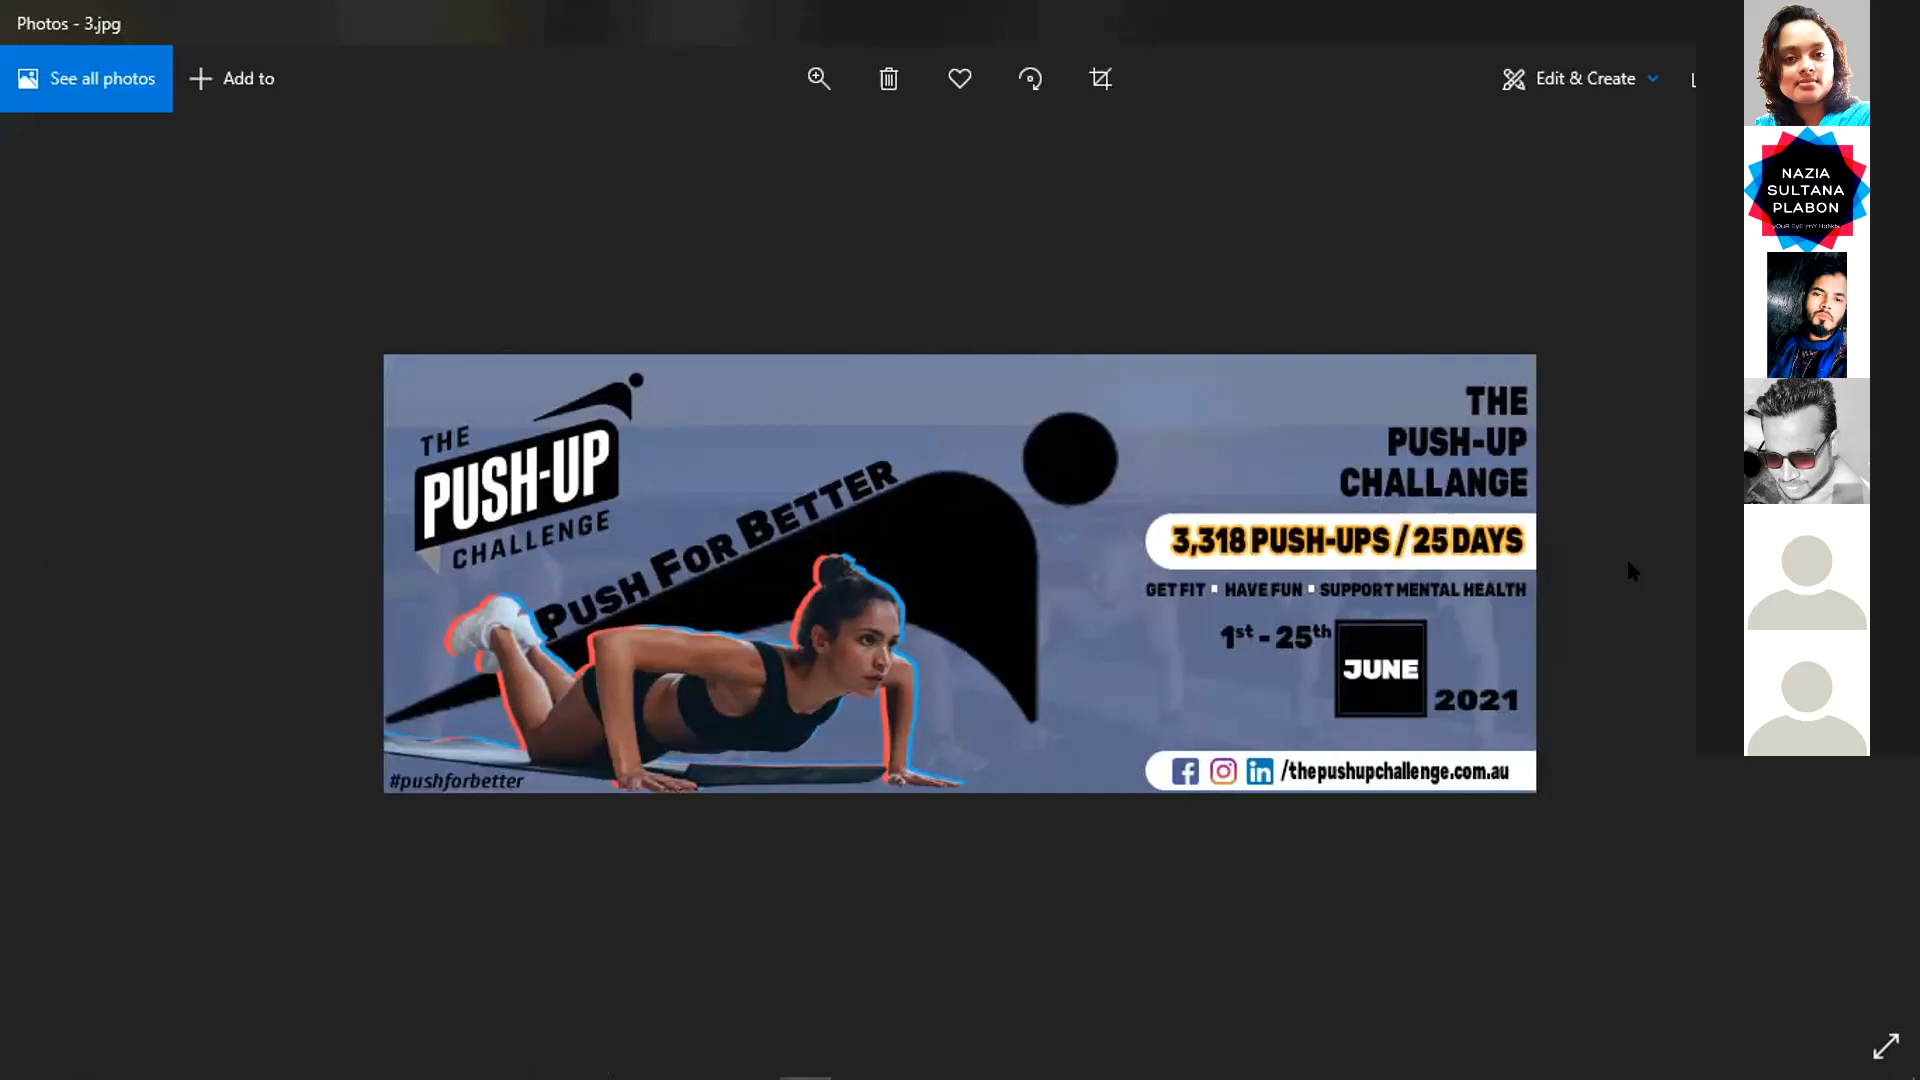 Photos - 3.jpg
See all photos
Add to
Edit & Create
NAZIA
SULTANA
PLABON
THE
PUSH-UP
CHALLENGE
PUSH FOR BETTER
#pushforbetter
THE
PUSH-UP
CHALLANGE
3,318 PUSH-UPS / 25 DAYS
GET FIT ▪ HAVE FUN ▪ SUPPORT MENTAL HEALTH
1st - 25th
JUNE
2021
/thepushupchallenge.com.au